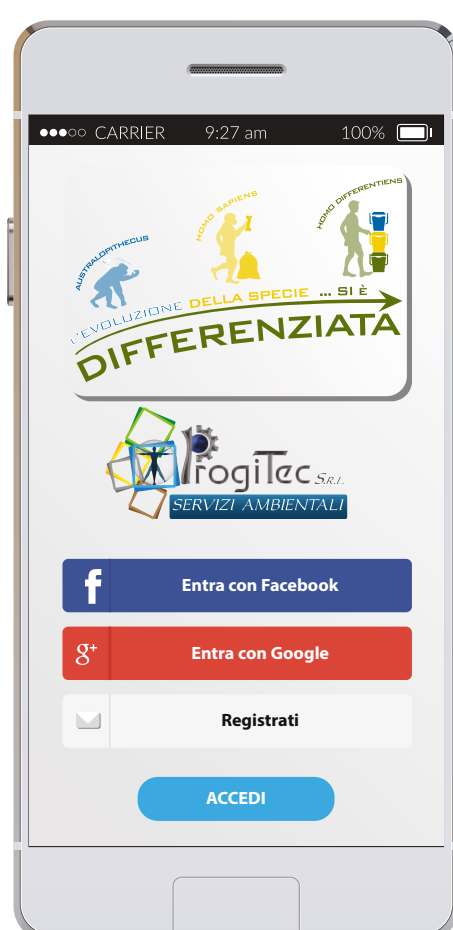 CARRIER 9:27 am 100%
AUSTRALOPITHECUS
HOMO SAPIENS
HOMO DIFFERENTIENS
L'EVOLUZIONE DELLA SPECIE ... SI È
DIFFERENZIATA
ProgiTec S.R.L.
SERVIZI AMBIENTALI
f Entra con Facebook
g+ Entra con Google
Registrati
ACCEDI